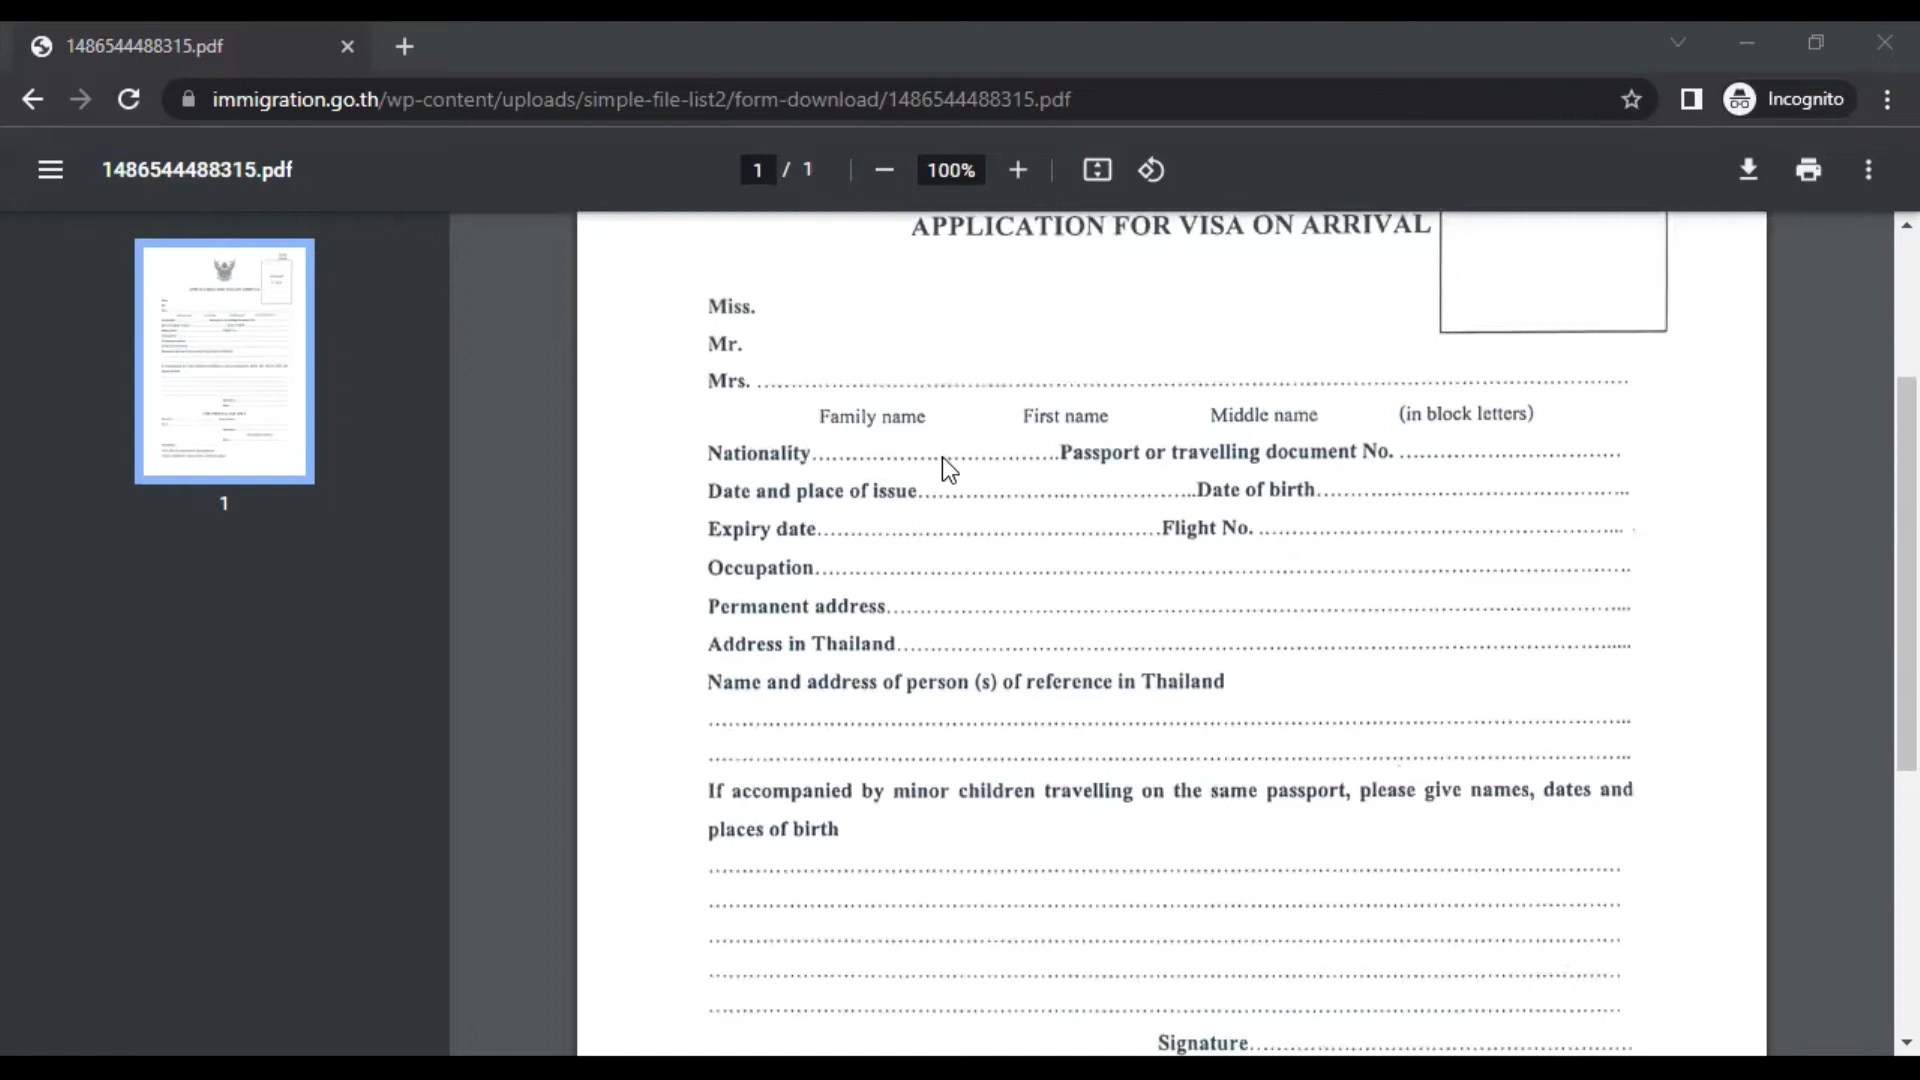 1486544488315.pdf
immigration.go.th/wp-content/uploads/simple-file-list2/form-download/1486544488315.pdf
Incognito
1486544488315.pdf
1 / 1
100%
APPLICATION FOR VISA ON ARRIVAL
Miss.
Mr.
Mrs. ................................................................
Family name First name Middle name (in block letters)
Nationality................................Passport or travelling document No. ................................
Date and place of issue................................Date of birth................................
Expiry date................................Flight No. ................................
Occupation................................................................
Permanent address................................................................
Address in Thailand................................................................
Name and address of person (s) of reference in Thailand
................................................................
................................................................
If accompanied by minor children travelling on the same passport, please give names, dates and
places of birth
................................................................
................................................................
................................................................
................................................................
................................................................
Signature................................
1